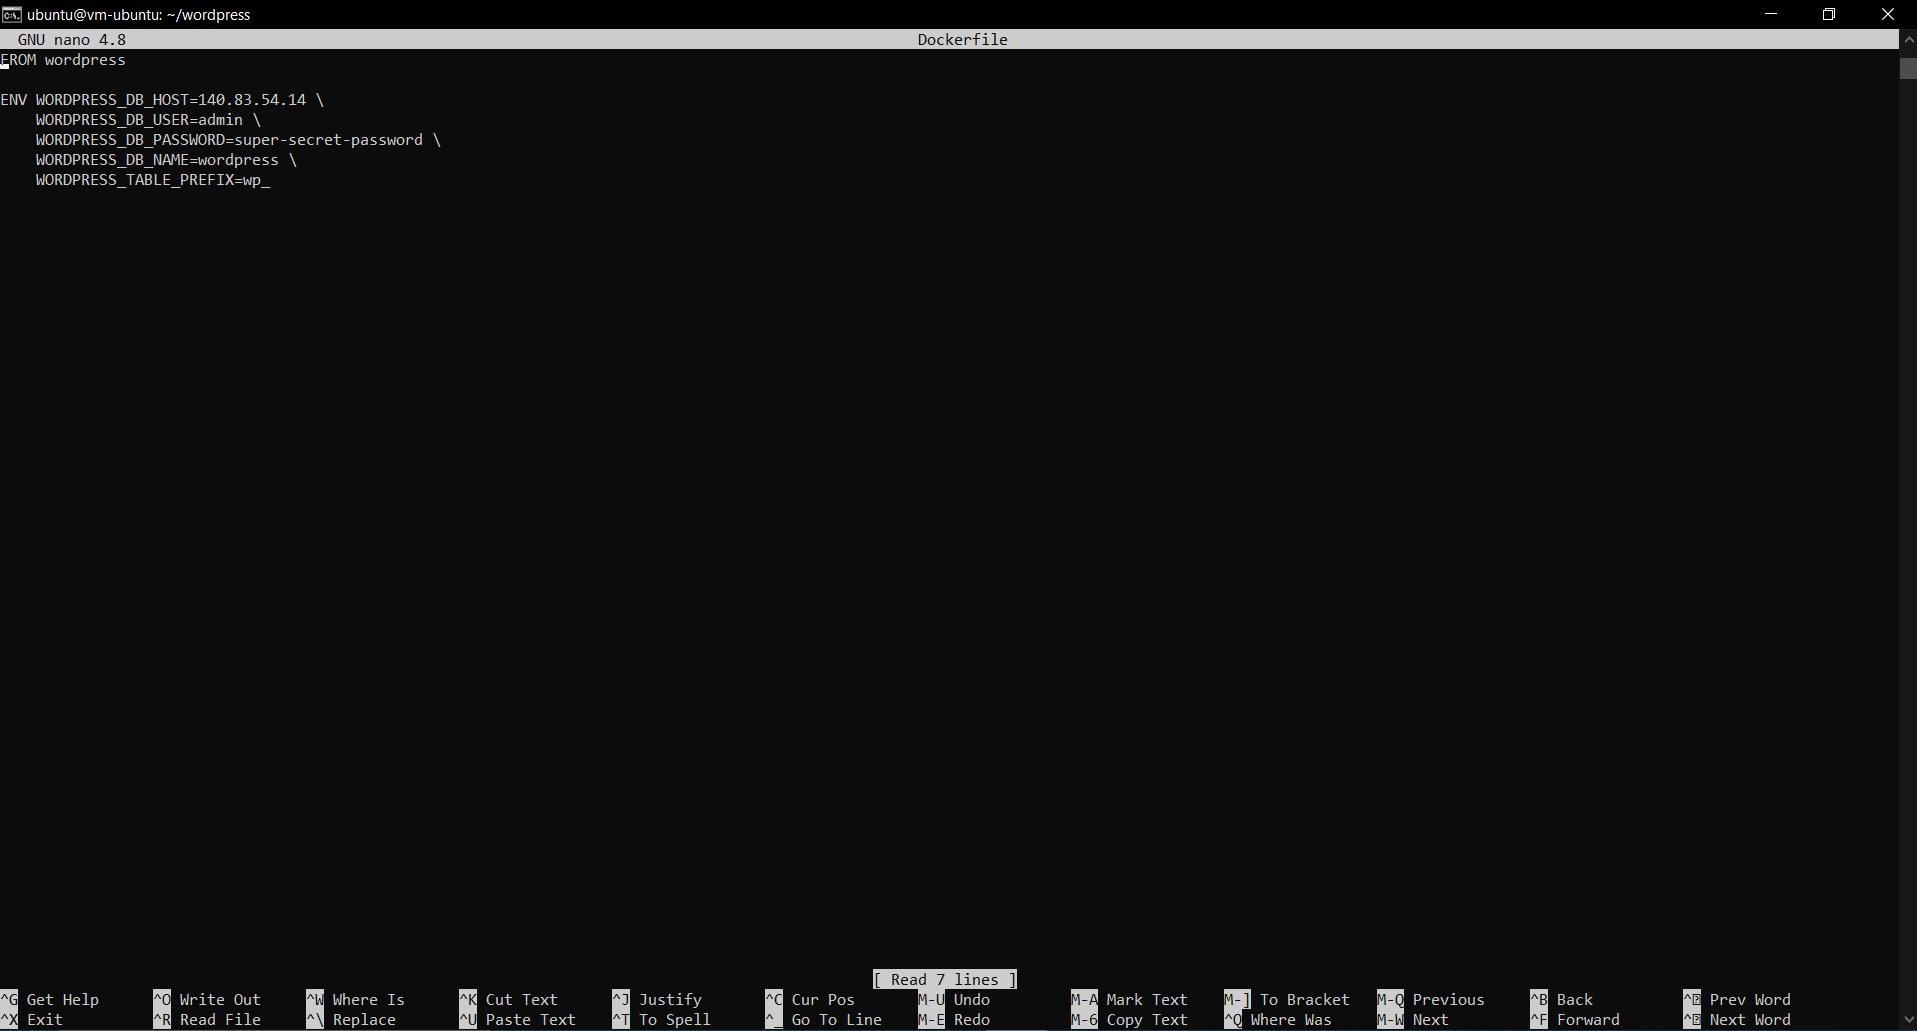 ubuntu@vm-ubuntu: ~/wordpress
GNU nano 4.8 Dockerfile
FROM wordpress
ENV WORDPRESS_DB_HOST=140.83.54.14 \
    WORDPRESS_DB_USER=admin \
    WORDPRESS_DB_PASSWORD=super-secret-password \
    WORDPRESS_DB_NAME=wordpress \
    WORDPRESS_TABLE_PREFIX=wp_
[ Read 7 lines ]
^G Get Help ^O Write Out ^W Where Is ^K Cut Text ^J Justify ^C Cur Pos M-U Undo M-A Mark Text M-] To Bracket M-Q Previous ^B Back ^ Prev Word
^X Exit ^R Read File ^\ Replace ^U Paste Text ^T To Spell ^_ Go To Line M-E Redo M-6 Copy Text ^Q Where Was M-W Next ^F Forward ^ Next Word